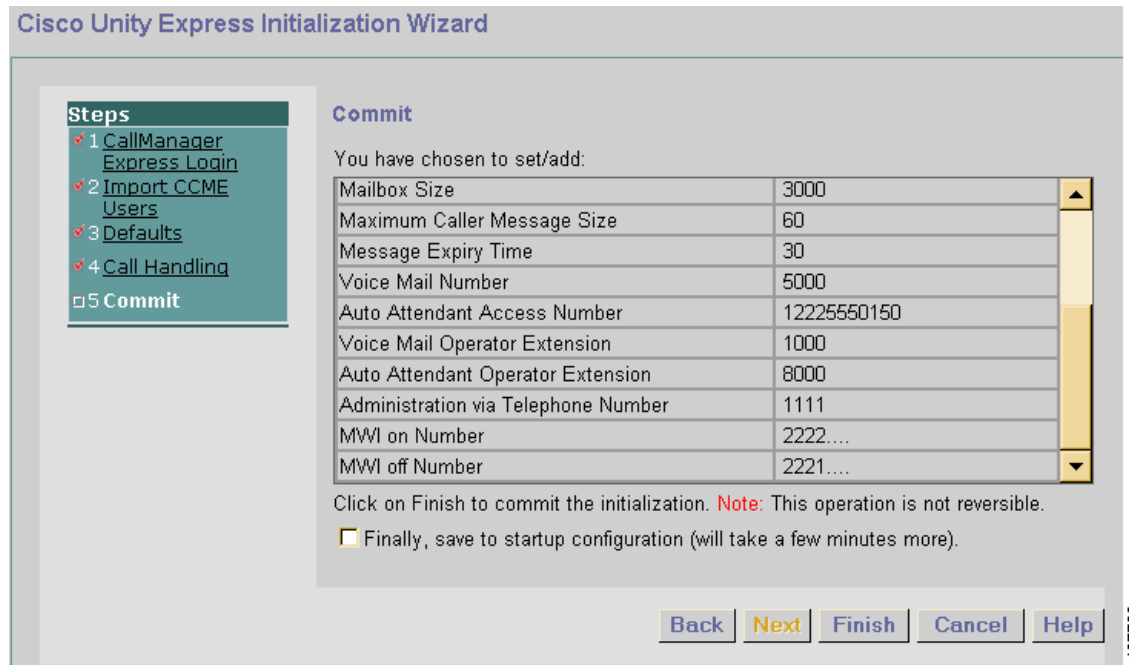 Cisco Unity Express Initialization Wizard
Steps
1 CallManager
Express Login
2 Import CCME
Users
3 Defaults
4 Call Handling
5 Commit
Commit
You have chosen to set/add:
Mailbox Size 3000
Maximum Caller Message Size 60
Message Expiry Time 30
Voice Mail Number 5000
Auto Attendant Access Number 12225550150
Voice Mail Operator Extension 1000
Auto Attendant Operator Extension 8000
Administration via Telephone Number 1111
MWI on Number 2222....
MWI off Number 2221....
Click on Finish to commit the initialization. Note: This operation is not reversible.
Finally, save to startup configuration (will take a few minutes more).
Back Next Finish Cancel Help